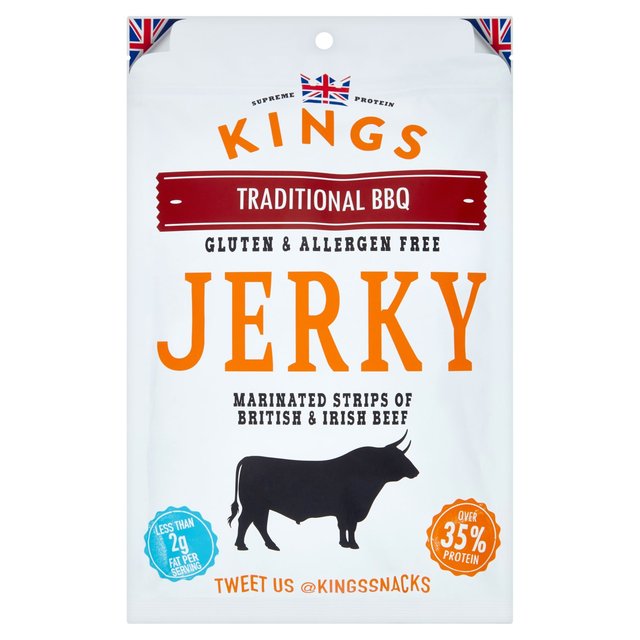 SUPREME PROTEIN
KINGS
TRADITIONAL BBQ
GLUTEN & ALLERGEN FREE
JERKY
MARINATED STRIPS OF
BRITISH & IRISH BEEF
LESS THAN
2g
FAT PER
SERVING
OVER
35%
PROTEIN
TWEET US @KINGSSNACKS